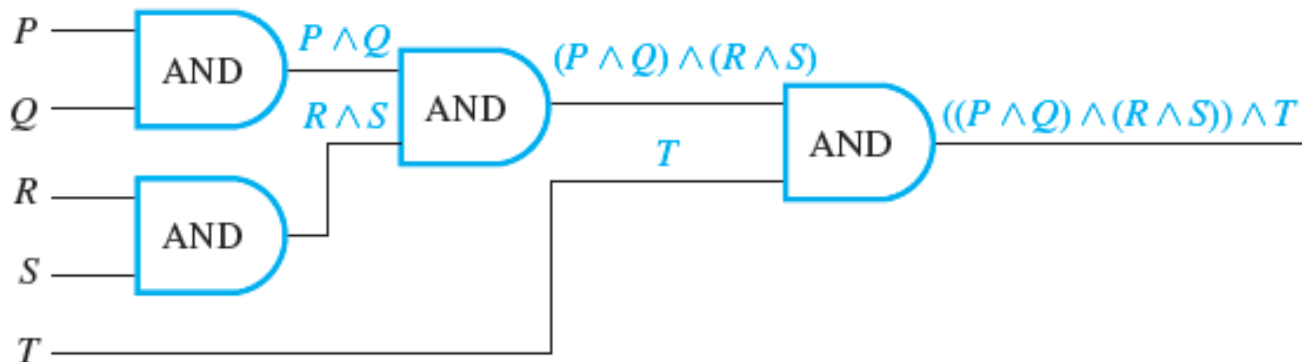 P
AND
P ∧ Q
(P ∧ Q) ∧ (R ∧ S)
Q
AND
R ∧ S
AND
((P ∧ Q) ∧ (R ∧ S)) ∧ T
T
R
AND
S
T